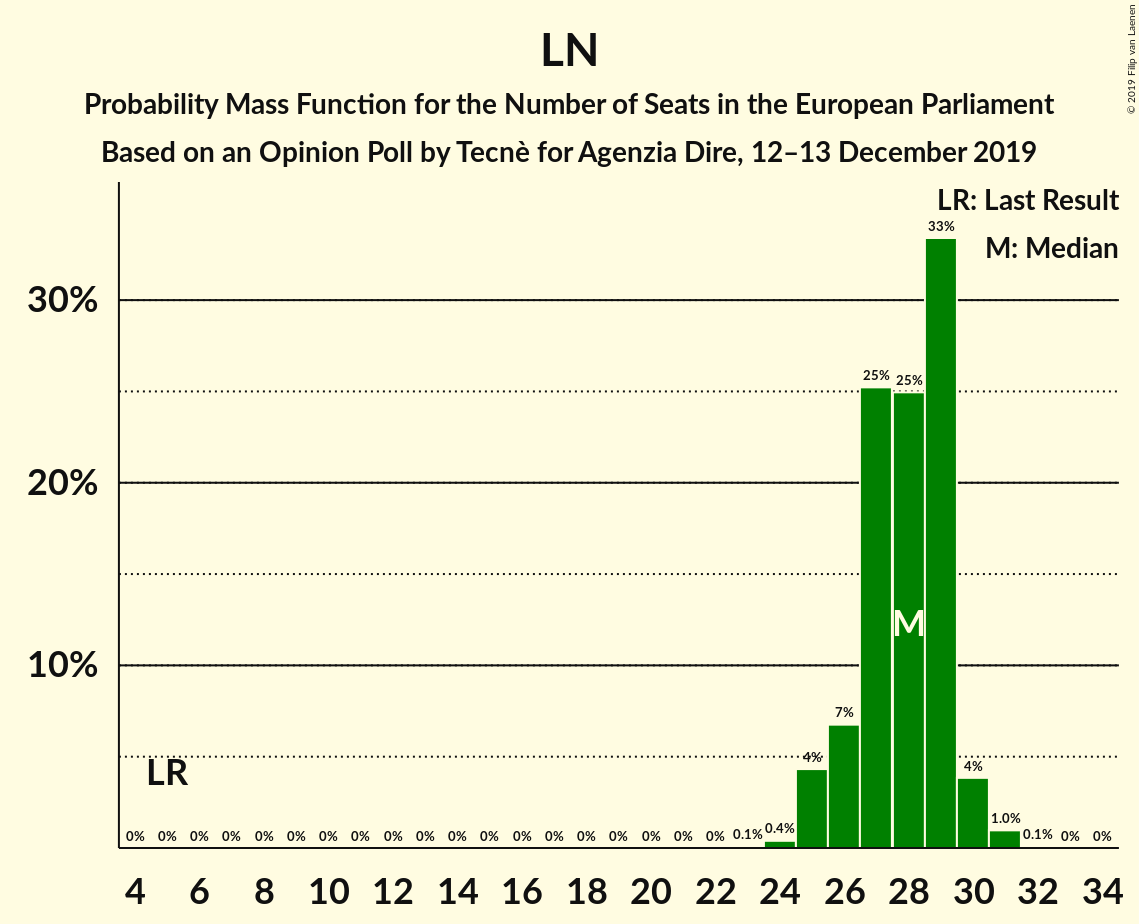 LN
Probability Mass Function for the Number of Seats in the European Parliament
Based on an Opinion Poll by Tecnè for Agenzia Dire, 12–13 December 2019
© 2019 Filip van Laenen
LR: Last Result
M: Median
30%
20%
10%
LR
M
0% 0% 0% 0% 0% 0% 0% 0% 0% 0% 0% 0% 0% 0% 0% 0% 0% 0% 0% 0.1% 0.4% 4% 7% 25% 25% 33% 4% 1.0% 0.1% 0% 0%
4 6 8 10 12 14 16 18 20 22 24 26 28 30 32 34